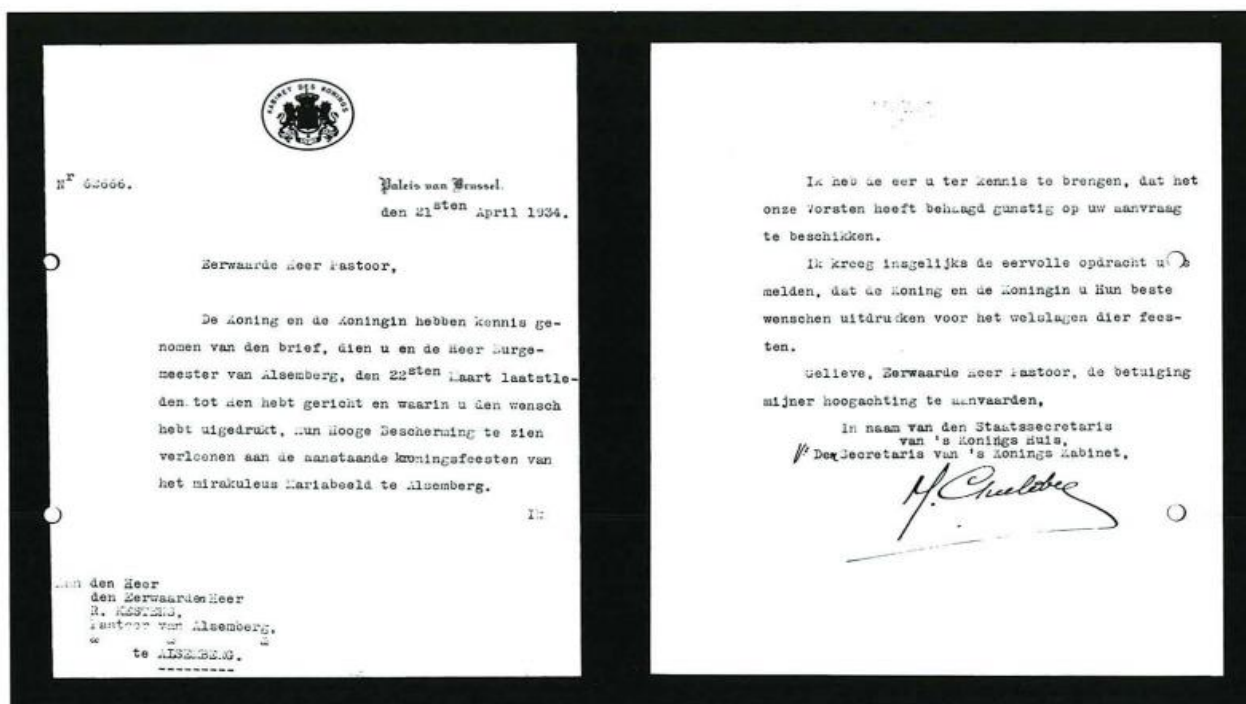 KABINET DES KONINGS
Nr
Paleis van Brussel.
den 21sten April 1934.
Eerwaarde Heer Pastoor,
De Koning en de Koningin hebben kennis ge-
nomen van den brief, dien u en de Heer Burge-
meester van Alsemberg, den 22sten Maart laatstle-
den tot Hen hebt gericht en waarin u den wensch
hebt uigedrukt, Hun Hooge Bescherming te zien
verleenen aan de aanstaande kroningsfeesten van
het mirakuleus Mariabeeld te Alsemberg.
Ik
Aan den Heer
den Eerwaarden Heer
R. KESTENS,
Pastoor van Alsemberg,
te ALSEMBERG.
Ik heb de eer u ter kennis te brengen, dat het
onze Vorsten heeft behaagd gunstig op uw aanvraag
te beschikken.
Ik kreeg insgelijks de eervolle opdracht u te
melden, dat de Koning en de Koningin u Hun beste
wenschen uitdrukken voor het welslagen dier fees-
ten.
Gelieve, Eerwaarde Heer Pastoor, de betuiging
mijner hoogachting te aanvaarden,
In naam van den Staatssecretaris
van 's Konings Huis,
De Secretaris van 's Konings Kabinet,